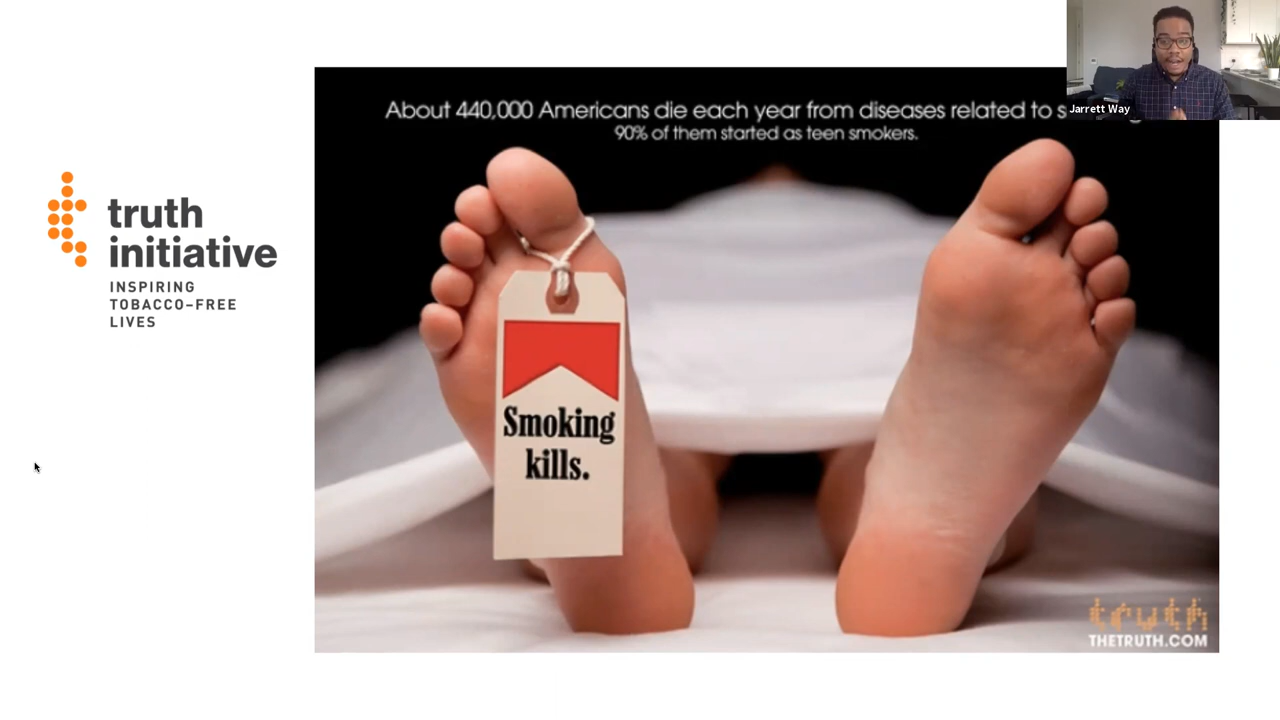 Jarrett Way
About 440,000 Americans die each year from diseases related to
90% of them started as teen smokers.
truth
initiative
INSPIRING
TOBACCO–FREE
LIVES
Smoking
kills.
truth
THETRUTH.COM